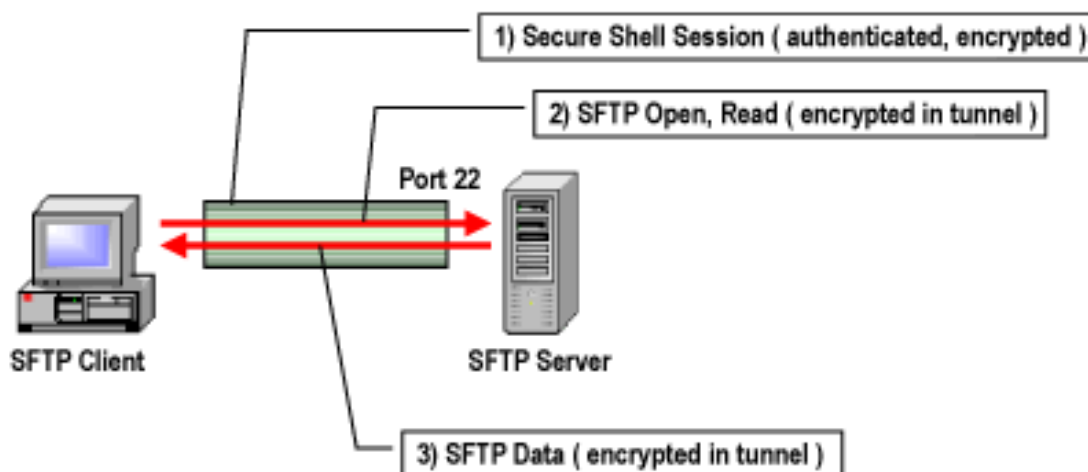 1) Secure Shell Session ( authenticated, encrypted )
2) SFTP Open, Read ( encrypted in tunnel )
Port 22
SFTP Client
SFTP Server
3) SFTP Data ( encrypted in tunnel )